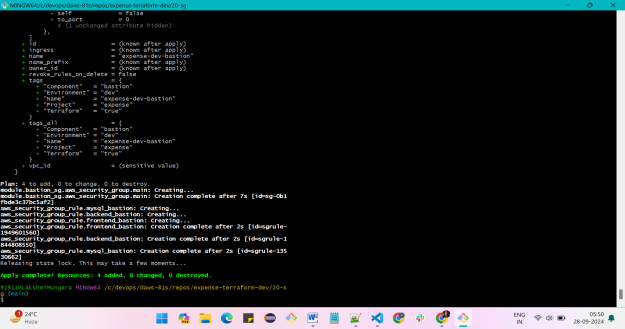 MINGW64:/c/devops/daws-81s/repos/expense-terraform-dev/20-sg
+ self = false
+ to_port = 0
# (1 unchanged attribute hidden)
},
]
+ id = (known after apply)
+ ingress = (known after apply)
+ name = "expense-dev-bastion"
+ name_prefix = (known after apply)
+ owner_id = (known after apply)
+ revoke_rules_on_delete = false
+ tags = {
+ "Component" = "bastion"
+ "Environment" = "dev"
+ "Name" = "expense-dev-bastion"
+ "Project" = "expense"
+ "Terraform" = "true"
}
+ tags_all = {
+ "Component" = "bastion"
+ "Environment" = "dev"
+ "Name" = "expense-dev-bastion"
+ "Project" = "expense"
+ "Terraform" = "true"
}
+ vpc_id = (sensitive value)
}
Plan: 4 to add, 0 to change, 0 to destroy.
module.bastion_sg.aws_security_group.main: Creating...
module.bastion_sg.aws_security_group.main: Creation complete after 7s [id=sg-0b1
fbde3c37bc5af2]
aws_security_group_rule.mysql_bastion: Creating...
aws_security_group_rule.backend_bastion: Creating...
aws_security_group_rule.frontend_bastion: Creating...
aws_security_group_rule.frontend_bastion: Creation complete after 2s [id=sgrule-
1949601560]
aws_security_group_rule.backend_bastion: Creation complete after 2s [id=sgrule-1
844808550]
aws_security_group_rule.mysql_bastion: Creation complete after 2s [id=sgrule-135
30662]
Releasing state lock. This may take a few moments...
Apply complete! Resources: 4 added, 0 changed, 0 destroyed.
MINGW64 /c/devops/daws-81s/repos/expense-terraform-dev/20-s
g (main)
$
24°C
Haze
ENG
IN
05:50
28-09-2024